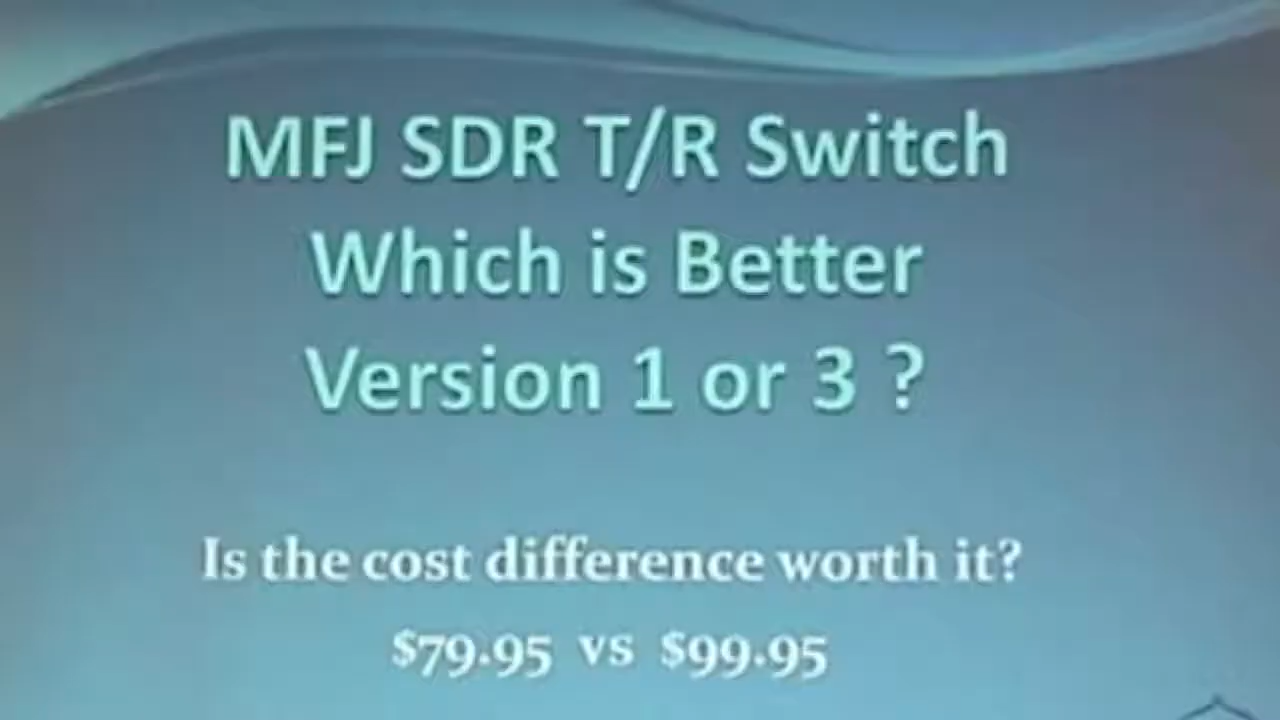 MFJ SDR T/R Switch
Which is Better
Version 1 or 3 ?
Is the cost difference worth it?
$79.95 vs $99.95